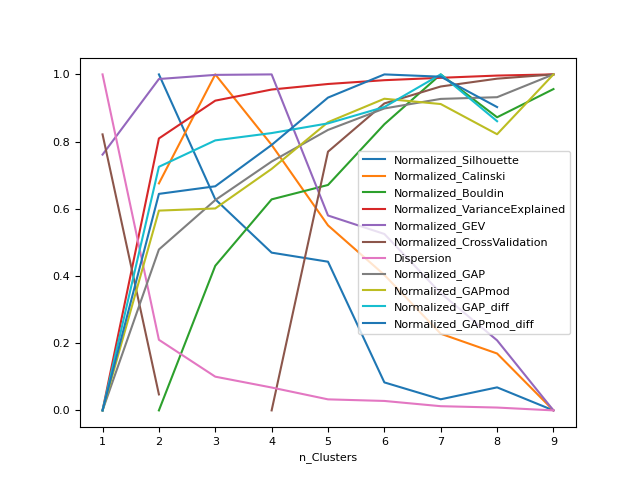 1.0
0.8
0.6
0.4
0.2
0.0
Normalized_Silhouette
Normalized_Calinski
Normalized_Bouldin
Normalized_VarianceExplained
Normalized_GEV
Normalized_CrossValidation
Dispersion
Normalized_GAP
Normalized_GAPmod
Normalized_GAP_diff
Normalized_GAPmod_diff
1 2 3 4 5 6 7 8 9
n_Clusters